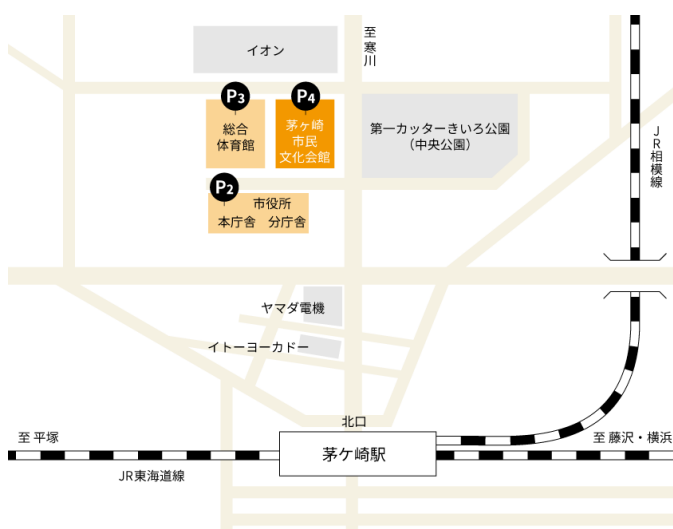 至寒川
イオン
P3
P4
総合
体育館
茅ヶ崎
市民
文化会館
第一カッターきいろ公園
（中央公園）
JR相模線
P2
市役所
本庁舎 分庁舎
ヤマダ電機
イトーヨーカドー
北口
至 平塚
至 藤沢・横浜
茅ケ崎駅
JR東海道線